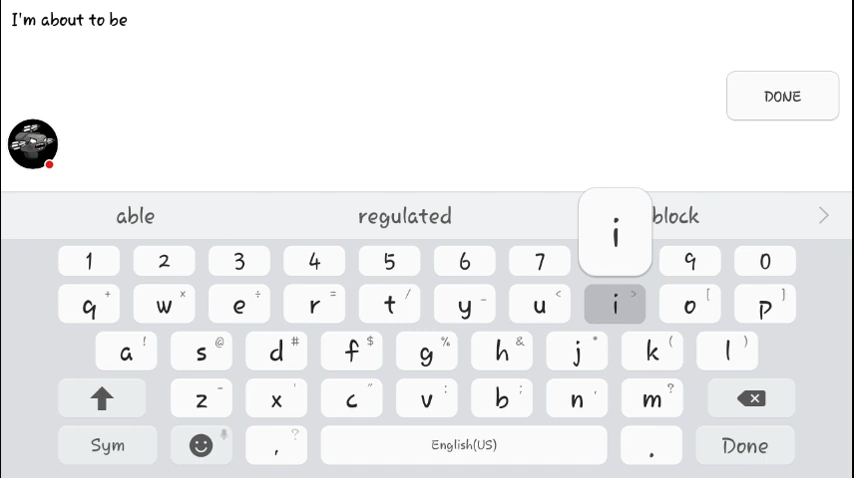 I'm about to be
DONE
able regulated block
i
1 2 3 4 5 6 7 9 0
q + w × e ÷ r = t / y _ u < i > o [ p ]
a ! s @ d # f $ g % h & j * k ( l )
z - x ' c " v : b ; n , m ?
Sym , ? English(US) . Done